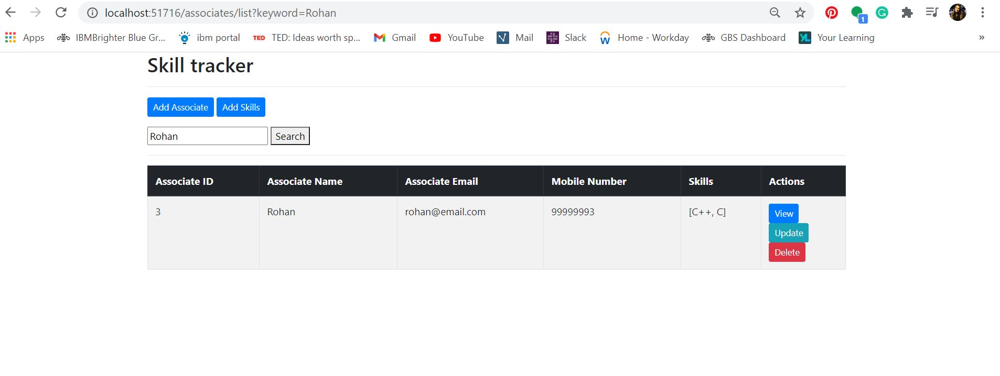 localhost:51716/associates/list?keyword=Rohan
1
Apps IBMBrighter Blue Gr... ibm portal TED TED: Ideas worth sp... Gmail YouTube Mail Slack Home - Workday GBS Dashboard YL Your Learning »
Skill tracker
Add Associate Add Skills
Rohan Search
Associate ID Associate Name Associate Email Mobile Number Skills Actions
3 Rohan rohan@email.com 99999993 [C++, C] View
Update
Delete